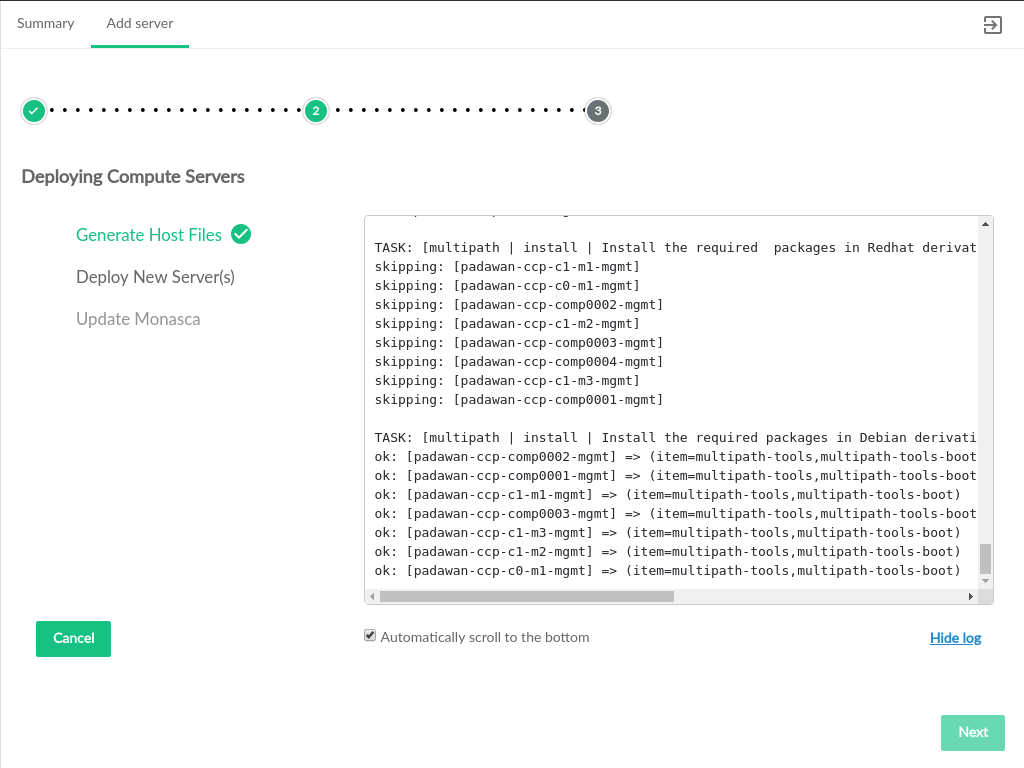 Summary Add server
2 3
Deploying Compute Servers
Generate Host Files
Deploy New Server(s)
Update Monasca
TASK: [multipath | install | Install the required  packages in Redhat derivat
skipping: [padawan-ccp-c1-m1-mgmt]
skipping: [padawan-ccp-c0-m1-mgmt]
skipping: [padawan-ccp-comp0002-mgmt]
skipping: [padawan-ccp-c1-m2-mgmt]
skipping: [padawan-ccp-comp0003-mgmt]
skipping: [padawan-ccp-comp0004-mgmt]
skipping: [padawan-ccp-c1-m3-mgmt]
skipping: [padawan-ccp-comp0001-mgmt]
TASK: [multipath | install | Install the required packages in Debian derivati
ok: [padawan-ccp-comp0002-mgmt] => (item=multipath-tools,multipath-tools-boot
ok: [padawan-ccp-comp0001-mgmt] => (item=multipath-tools,multipath-tools-boot
ok: [padawan-ccp-c1-m1-mgmt] => (item=multipath-tools,multipath-tools-boot)
ok: [padawan-ccp-comp0003-mgmt] => (item=multipath-tools,multipath-tools-boot
ok: [padawan-ccp-c1-m3-mgmt] => (item=multipath-tools,multipath-tools-boot)
ok: [padawan-ccp-c1-m2-mgmt] => (item=multipath-tools,multipath-tools-boot)
ok: [padawan-ccp-c0-m1-mgmt] => (item=multipath-tools,multipath-tools-boot)
Cancel
Automatically scroll to the bottom
Hide log
Next